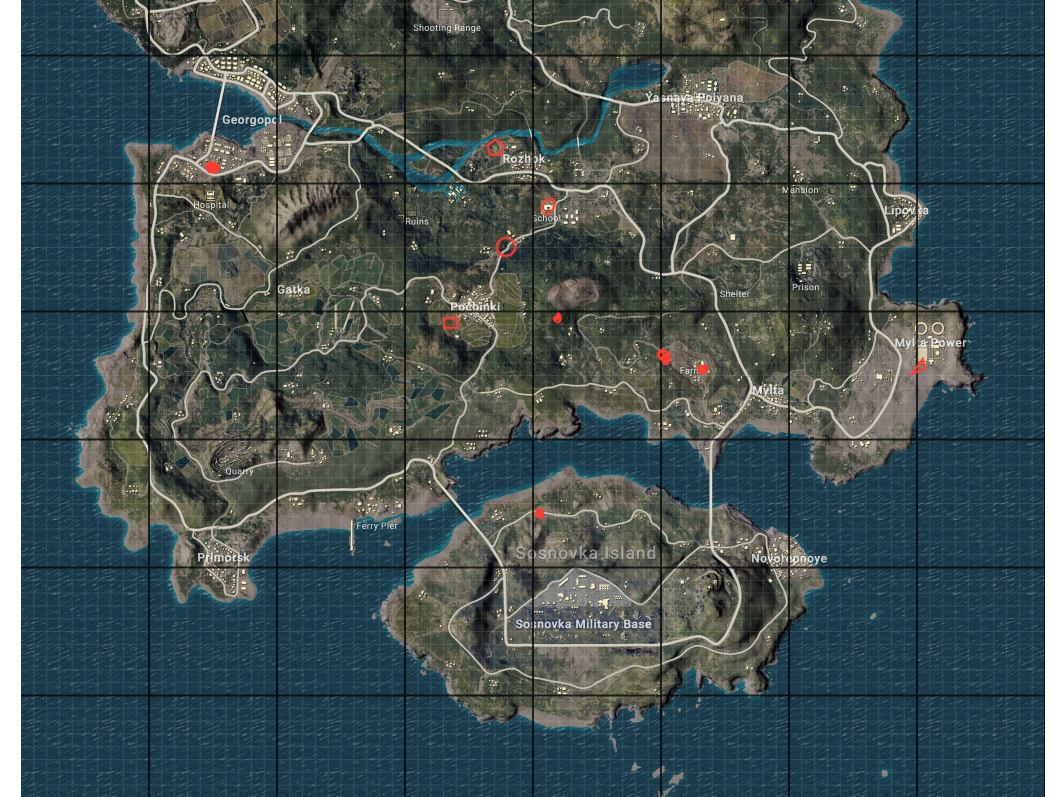 Shooting Range
Yasnaya Polyana
Georgopol
Rozhok
Mansion
Hospital
Lipovka
School
Ruins
Prison
Gatka
Shelter
Pochinki
Mylta Power
Farm
Mylta
Quarry
Ferry Pier
Sosnovka Island
Primorsk
Novorepnoye
Sosnovka Military Base